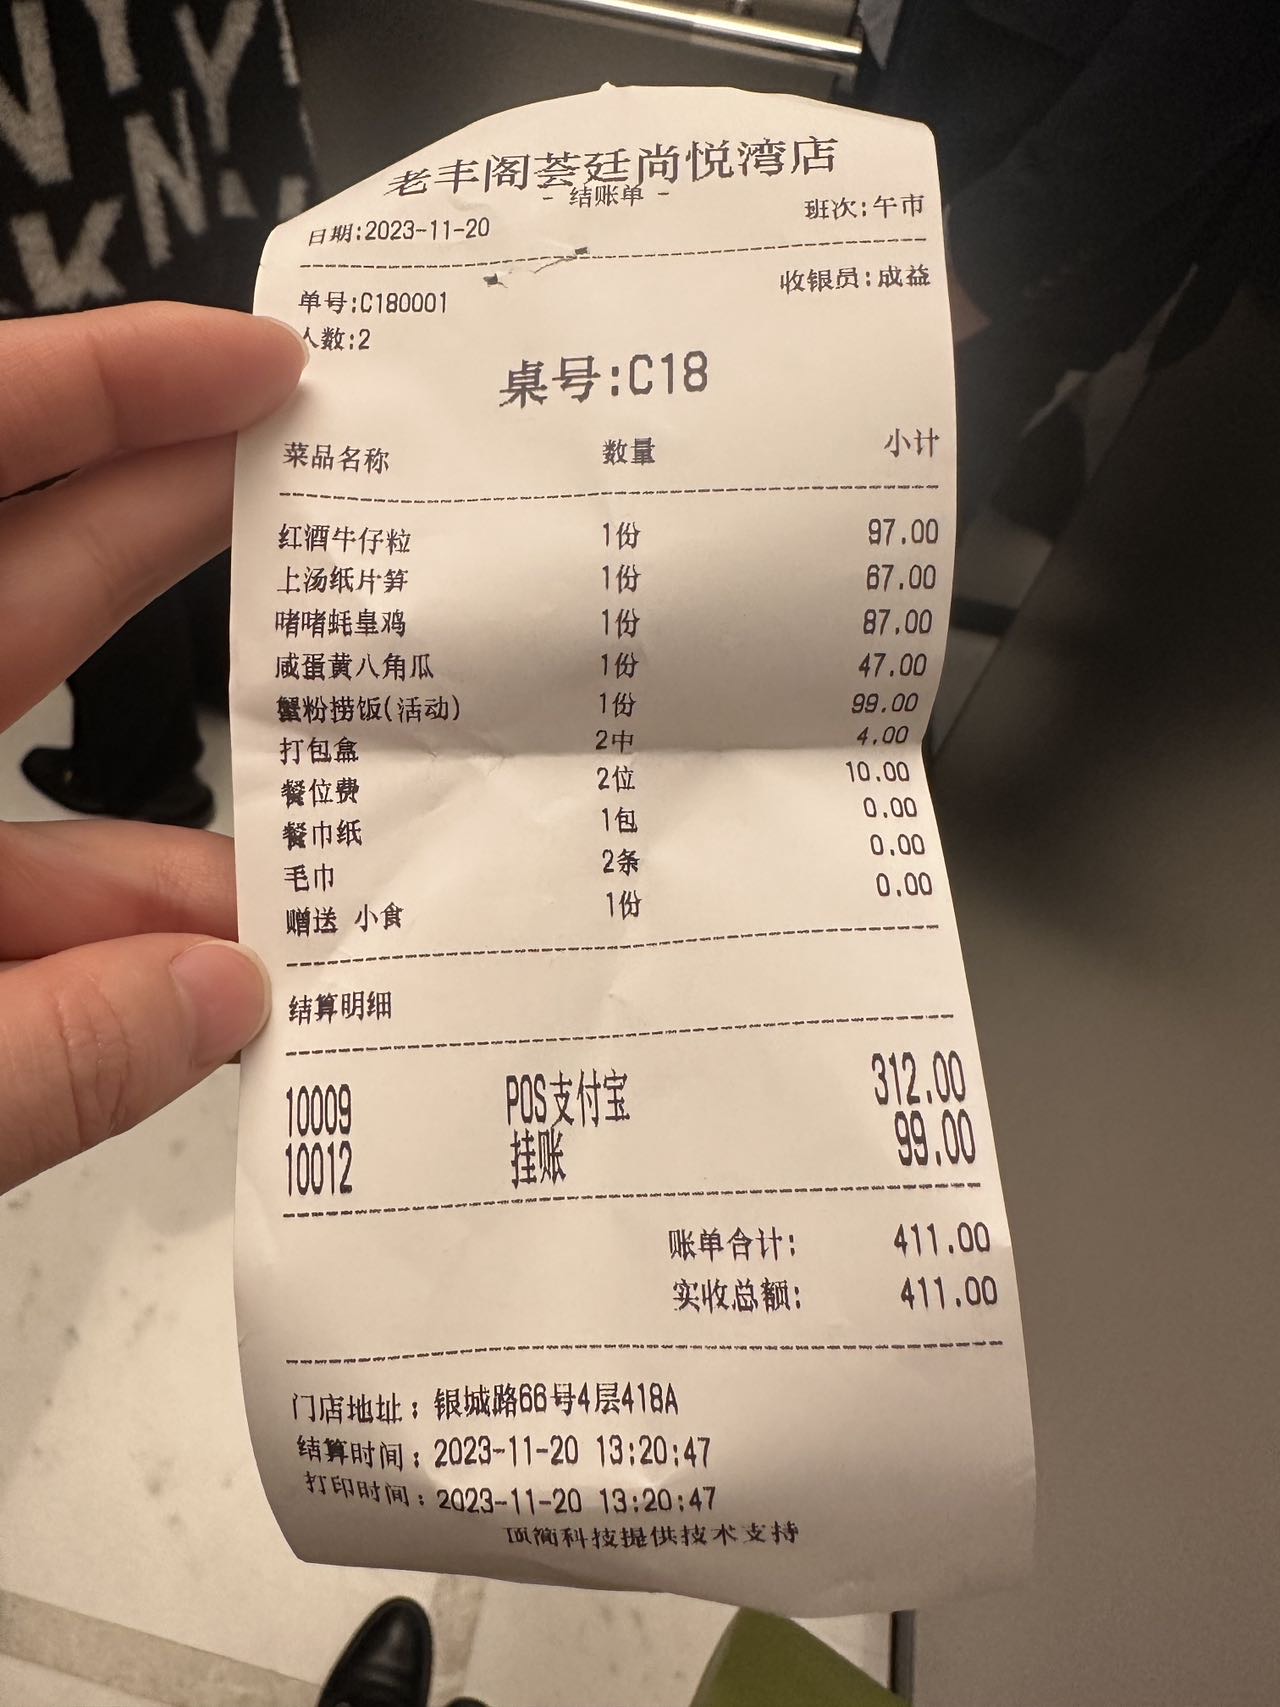 老丰阁荟廷尚悦湾店
- 结账单 -
日期:2023-11-20 班次:午市
单号:C180001 收银员:成益
人数:2
桌号:C18
菜品名称 数量 小计
红酒牛仔粒 1份 97.00
上汤纸片笋 1份 67.00
啫啫蚝皇鸡 1份 87.00
咸蛋黄八角瓜 1份 47.00
蟹粉捞饭(活动) 1份 99.00
打包盒 2中 4.00
餐位费 2位 10.00
餐巾纸 1包 0.00
毛巾 2条 0.00
赠送 小食 1份 0.00
结算明细
10009 POS支付宝 312.00
10012 挂账 99.00
账单合计: 411.00
实收总额: 411.00
门店地址：银城路66号4层418A
结算时间：2023-11-20 13:20:47
打印时间：2023-11-20 13:20:47
顶简科技提供技术支持